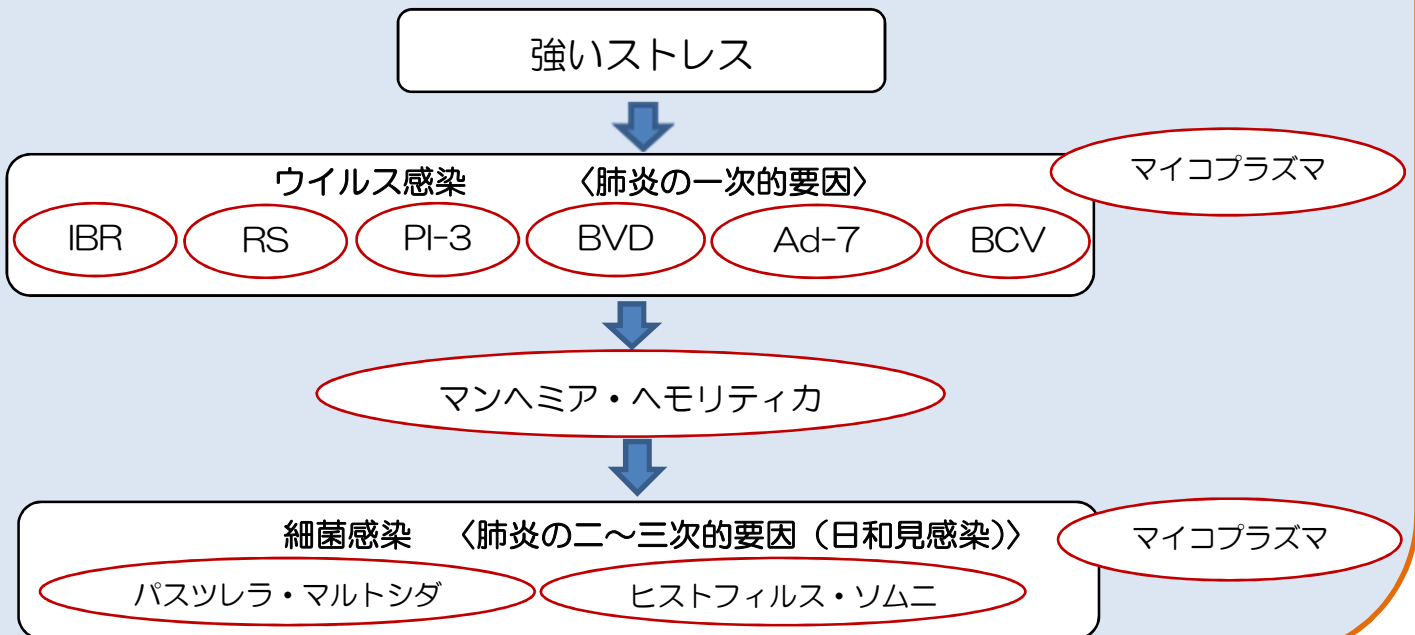 強いストレス
マイコプラズマ
ウイルス感染　〈肺炎の一次的要因〉
IBR RS PI-3 BVD Ad-7 BCV
マンヘミア・ヘモリティカ
細菌感染　〈肺炎の二～三次的要因（日和見感染）〉
マイコプラズマ
パスツレラ・マルトシダ ヒストフィルス・ソムニ